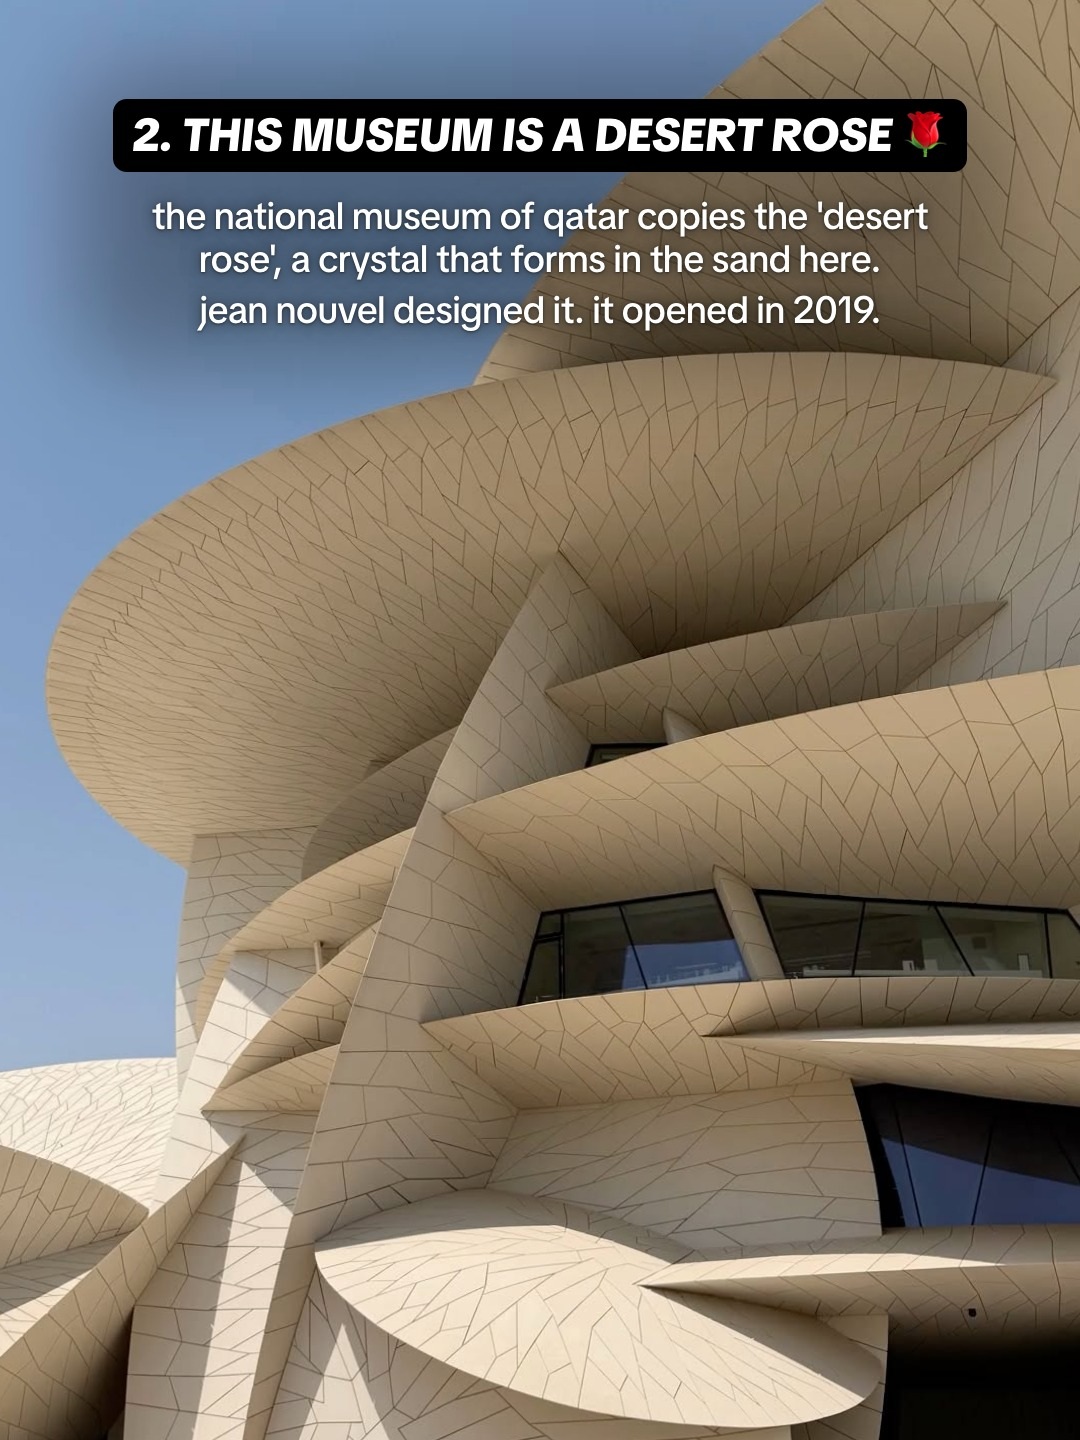 2. THIS MUSEUM IS A DESERT ROSE 🌹
the national museum of qatar copies the 'desert
rose', a crystal that forms in the sand here.
jean nouvel designed it. it opened in 2019.